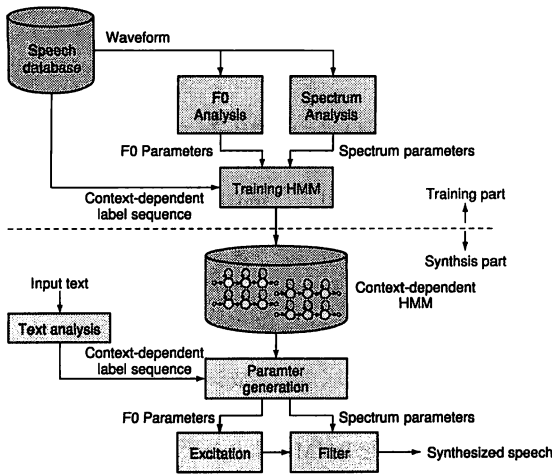 Speech
database
Waveform
F0
Analysis
Spectrum
Analysis
F0 Parameters
Spectrum parameters
Training HMM
Context-dependent
label sequence
Training part
Synthsis part
Context-dependent
HMM
Input text
Text analysis
Context-dependent
label sequence
Paramter
generation
F0 Parameters
Spectrum parameters
Excitation
Filter
Synthesized speech